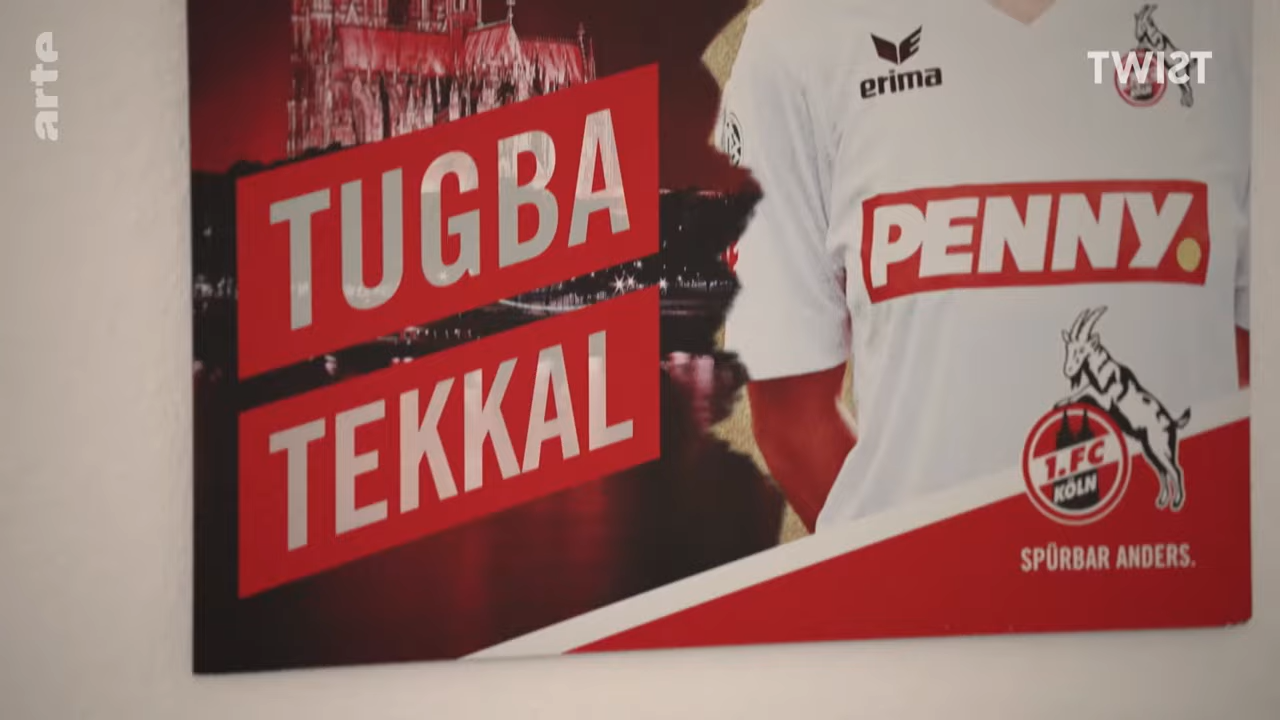 arte
TWIST
erima
TUGBA
TEKKAL
PENNY.
1.FC
KÖLN
SPÜRBAR ANDERS.